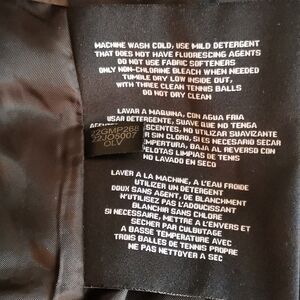 MACHINE WASH COLD, USE MILD DETERGENT
THAT DOES NOT HAVE FLUORESCING AGENTS
DO NOT USE FABRIC SOFTENERS
ONLY NON-CHLORINE BLEACH WHEN NEEDED
TUMBLE DRY LOW INSIDE OUT,
WITH THREE CLEAN TENNIS BALLS
DO NOT DRY CLEAN
LAVAR A MAQUINA, CON AGUA FRIA
USAR DETERGENTE, SUAVE QUE NO TENGA
ESCENTES, NO UTILIZAR SUAVIZANTE
R SIN CLORO, SI ES NECESARIO SECAR
EMPERTURA, BAJA AL REVERSO CON
PELOTAS LIMPIAS DE TENIS
NO LAVADO EN SECO
22GMP288
22JO5007
OLV
LAVER A LA MACHINE, A L'EAU FROIDE
UTILIZER UN DETERGENT
DOUX SANS AGENT, DE BLANCHMENT
N'UTILISEZ PAS L'ADOUCISSANT
BLANCHIR SANS CHLORE
SI NECESSAIRE, METTRE A L'ENVERS ET
SECHER PAR CULBUTAGE
A BASSE TEMPERATURE AVEC
TROIS BALLES DE TENNIS PROPRE
NE PAS NETTOYER A SEC